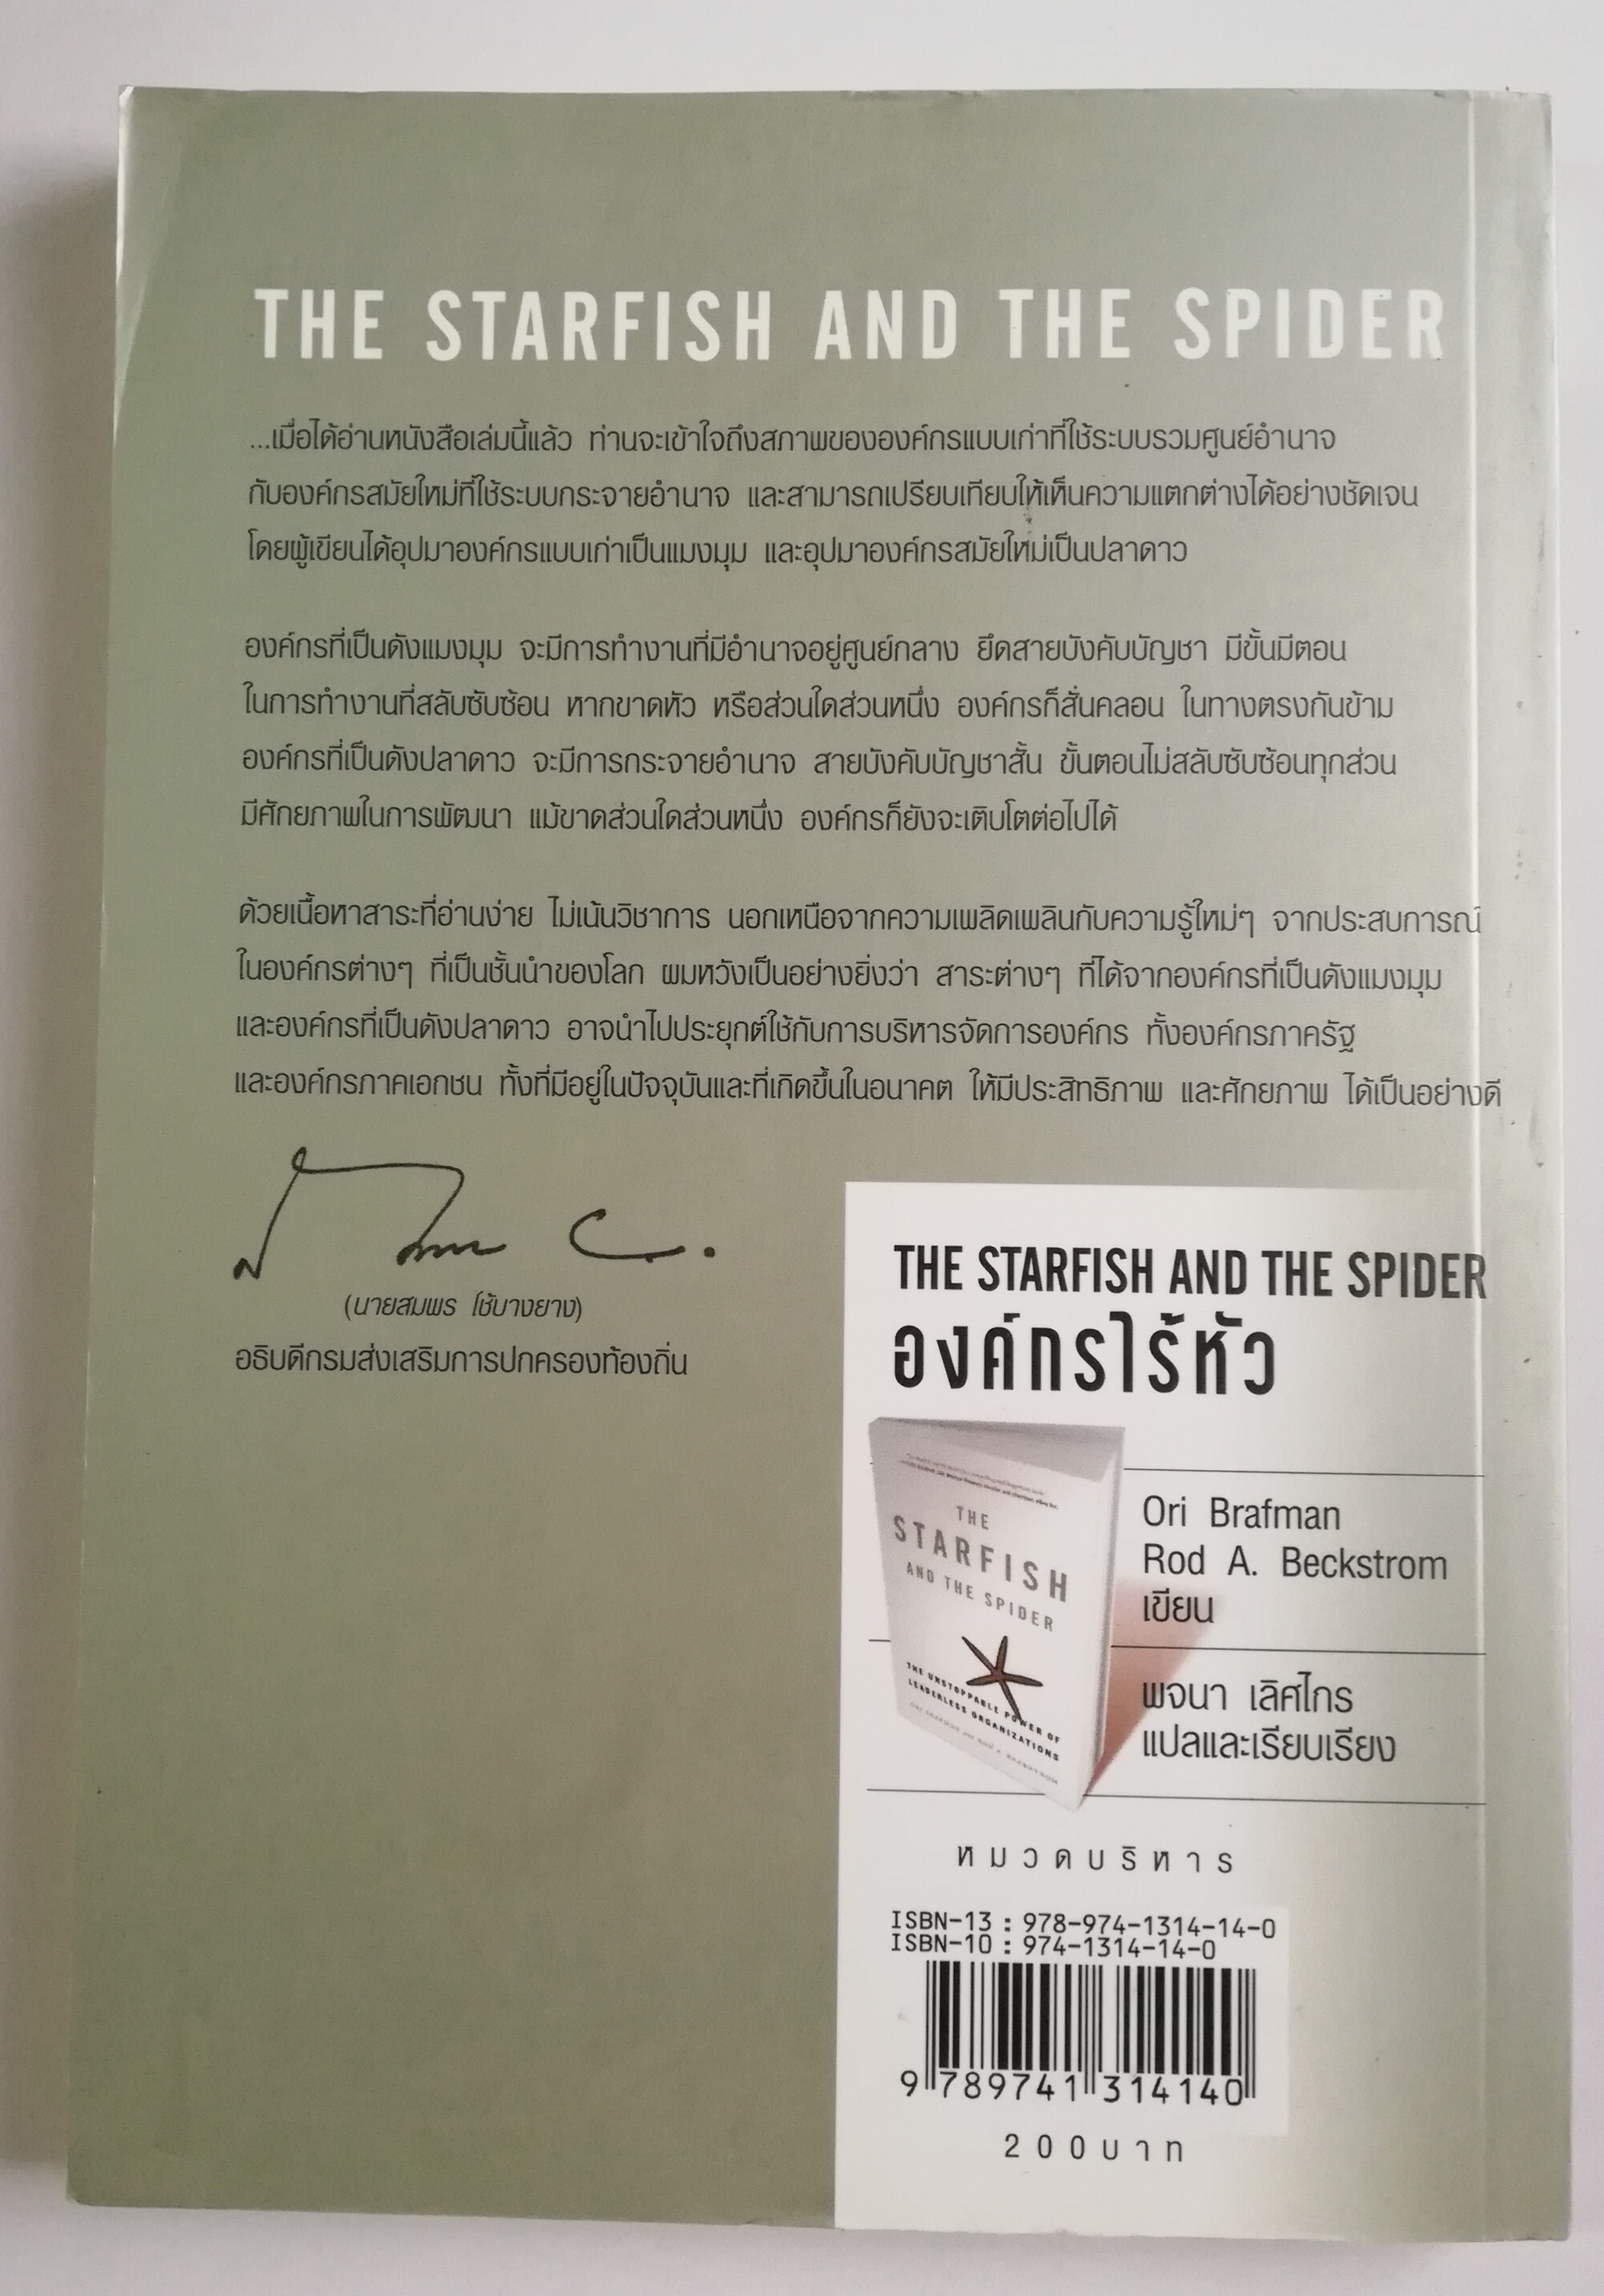 THE STARFISH AND THE SPIDER
...เมื่อได้อ่านหนังสือเล่มนี้แล้ว ท่านจะเข้าใจถึงสภาพขององค์กรแบบเก่าที่ใช้ระบบรวมศูนย์อำนาจ
กับองค์กรสมัยใหม่ที่ใช้ระบบกระจายอำนาจ และสามารถเปรียบเทียบให้เห็นความแตกต่างได้อย่างชัดเจน
โดยผู้เขียนได้อุปมาองค์กรแบบเก่าเป็นแมงมุม และอุปมาองค์กรสมัยใหม่เป็นปลาดาว
องค์กรที่เป็นดังแมงมุม จะมีการทำงานที่มีอำนาจอยู่ศูนย์กลาง ยึดสายบังคับบัญชา มีขั้นมีตอน
ในการทำงานที่สลับซับซ้อน หากขาดหัว หรือส่วนใดส่วนหนึ่ง องค์กรก็สั่นคลอน ในทางตรงกันข้าม
องค์กรที่เป็นดังปลาดาว จะมีการกระจายอำนาจ สายบังคับบัญชาสั้น ขั้นตอนไม่สลับซับซ้อนทุกส่วน
มีศักยภาพในการพัฒนา แม้ขาดส่วนใดส่วนหนึ่ง องค์กรก็ยังจะเติบโตต่อไปได้
ด้วยเนื้อหาสาระที่อ่านง่าย ไม่เน้นวิชาการ นอกเหนือจากความเพลิดเพลินกับความรู้ใหม่ๆ จากประสบการณ์
ในองค์กรต่างๆ ที่เป็นชั้นนำของโลก ผมหวังเป็นอย่างยิ่งว่า สาระต่างๆ ที่ได้จากองค์กรที่เป็นดังแมงมุม
และองค์กรที่เป็นดังปลาดาว อาจนำไปประยุกต์ใช้กับการบริหารจัดการองค์กร ทั้งองค์กรภาครัฐ
และองค์กรภาคเอกชน ทั้งที่มีอยู่ในปัจจุบันและที่เกิดขึ้นในอนาคต ให้มีประสิทธิภาพ และศักยภาพ ได้เป็นอย่างดี
(นายสมพร ใช้บางยาง)
อธิบดีกรมส่งเสริมการปกครองท้องถิ่น
THE STARFISH AND THE SPIDER
องค์กรไร้หัว
THE
STARFISH
AND THE SPIDER
THE UNSTOPPABLE POWER OF
LEADERLESS ORGANIZATIONS
Ori Brafman
Rod A. Beckstrom
เขียน
พจนา เลิศไกร
แปลและเรียบเรียง
หมวดบริหาร
ISBN-13 : 978-974-1314-14-0
ISBN-10 : 974-1314-14-0
9 789741 314140
200บาท